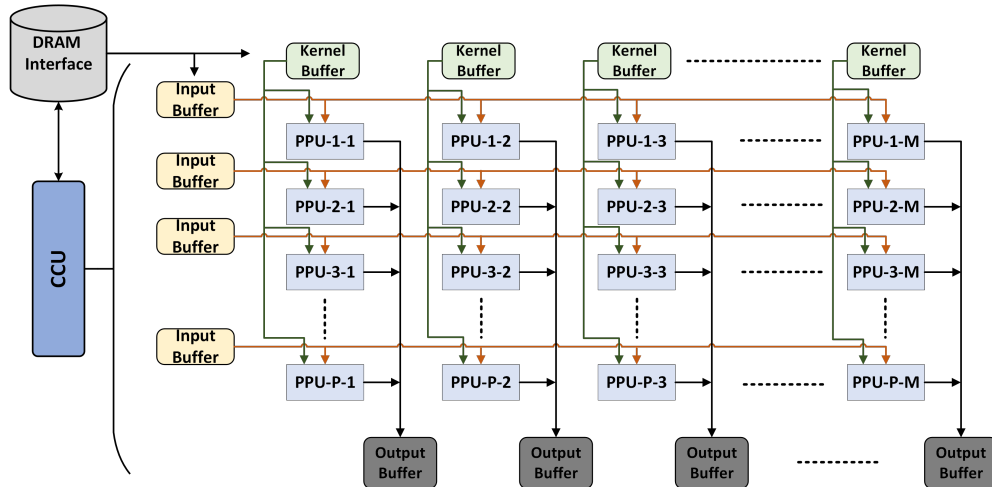 DRAM
Interface
Kernel
Buffer
Kernel
Buffer
Kernel
Buffer
Kernel
Buffer
Input
Buffer
PPU-1-1
PPU-1-2
PPU-1-3
PPU-1-M
Input
Buffer
PPU-2-1
PPU-2-2
PPU-2-3
PPU-2-M
Input
Buffer
PPU-3-1
PPU-3-2
PPU-3-3
PPU-3-M
CCU
Input
Buffer
PPU-P-1
PPU-P-2
PPU-P-3
PPU-P-M
Output
Buffer
Output
Buffer
Output
Buffer
Output
Buffer